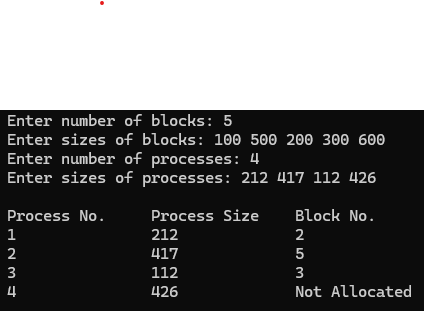 Enter number of blocks: 5
Enter sizes of blocks: 100 500 200 300 600
Enter number of processes: 4
Enter sizes of processes: 212 417 112 426
Process No. Process Size Block No.
1 212 2
2 417 5
3 112 3
4 426 Not Allocated